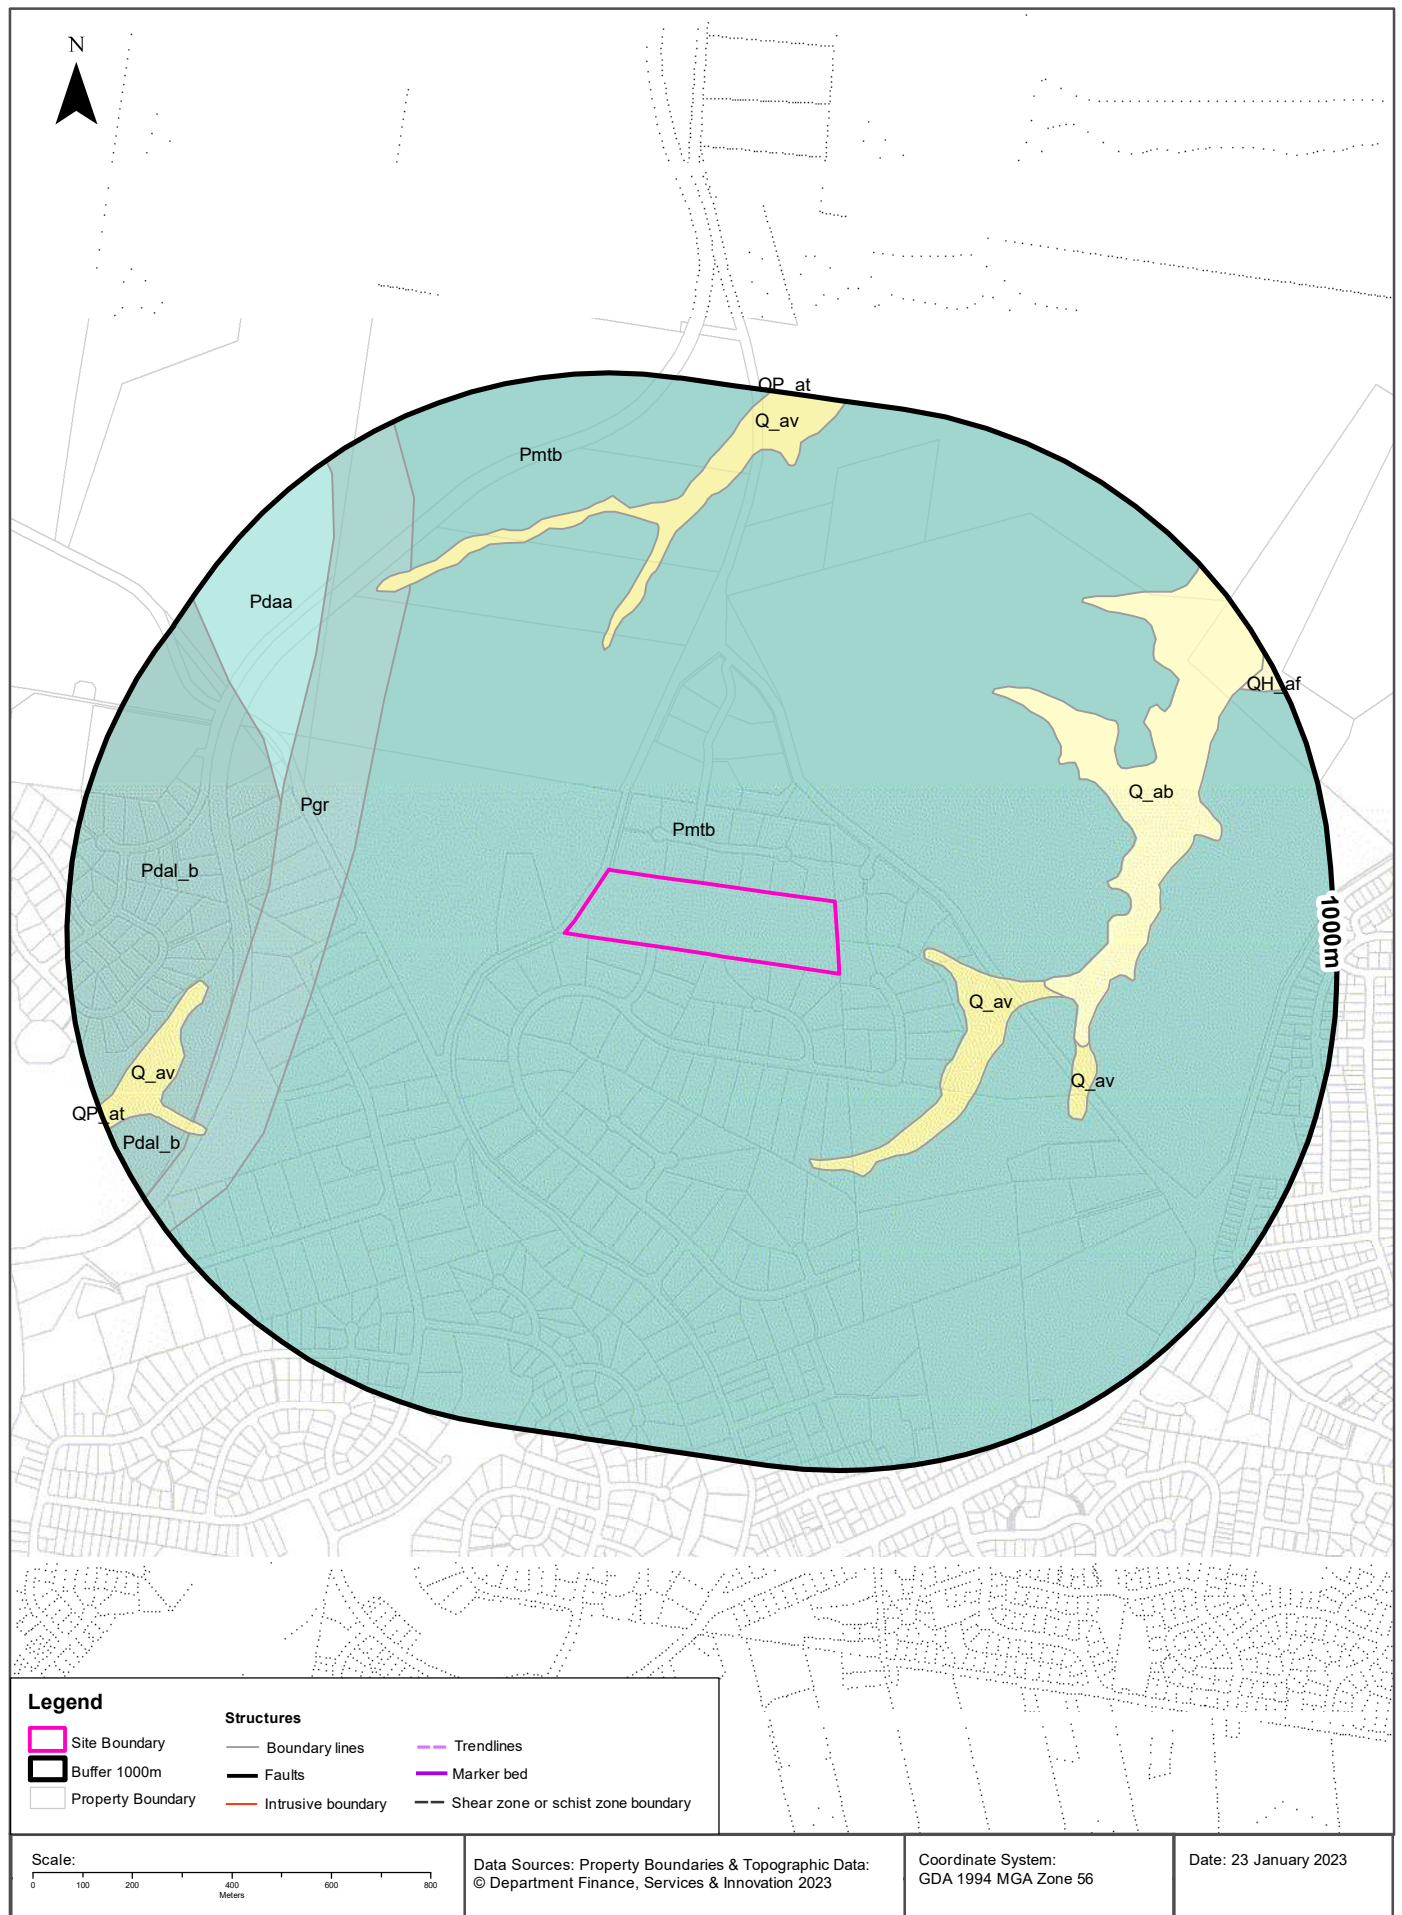 N
QP_at
Q_av
Pmtb
Pdaa
QH_af
Q_ab
Pgr
Pmtb
Pdal_b
1000m
Q_av
Q_av
Q_av
QP_at
Pdal_b
Legend
Site Boundary
Buffer 1000m
Property Boundary
Structures
Boundary lines
Faults
Intrusive boundary
Trendlines
Marker bed
Shear zone or schist zone boundary
Scale:
0 100 200 400 600 800
Meters
Data Sources: Property Boundaries & Topographic Data:
© Department Finance, Services & Innovation 2023
Coordinate System:
GDA 1994 MGA Zone 56
Date: 23 January 2023